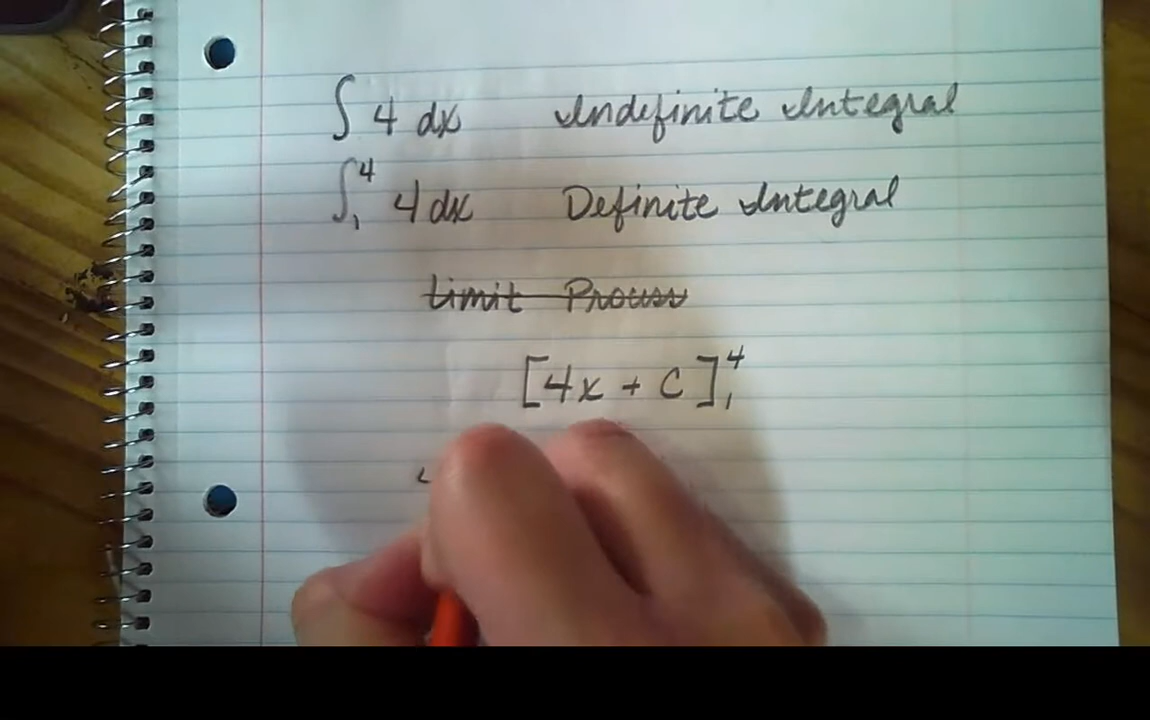 ∫ 4 dx Indefinite Integral
∫₁⁴ 4 dx Definite Integral
Limit Process
[4x + C]₁⁴